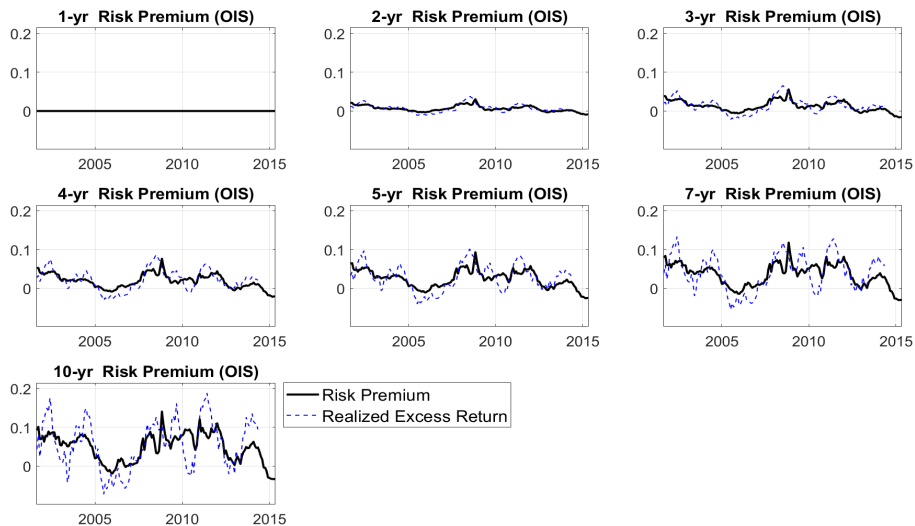 1-yr Risk Premium (OIS)
0.2
0.1
0
2005 2010 2015
2-yr Risk Premium (OIS)
0.2
0.1
0
2005 2010 2015
3-yr Risk Premium (OIS)
0.2
0.1
0
2005 2010 2015
4-yr Risk Premium (OIS)
0.2
0.1
0
2005 2010 2015
5-yr Risk Premium (OIS)
0.2
0.1
0
2005 2010 2015
7-yr Risk Premium (OIS)
0.2
0.1
0
2005 2010 2015
10-yr Risk Premium (OIS)
0.2
0.1
0
2005 2010 2015
Risk Premium
Realized Excess Return